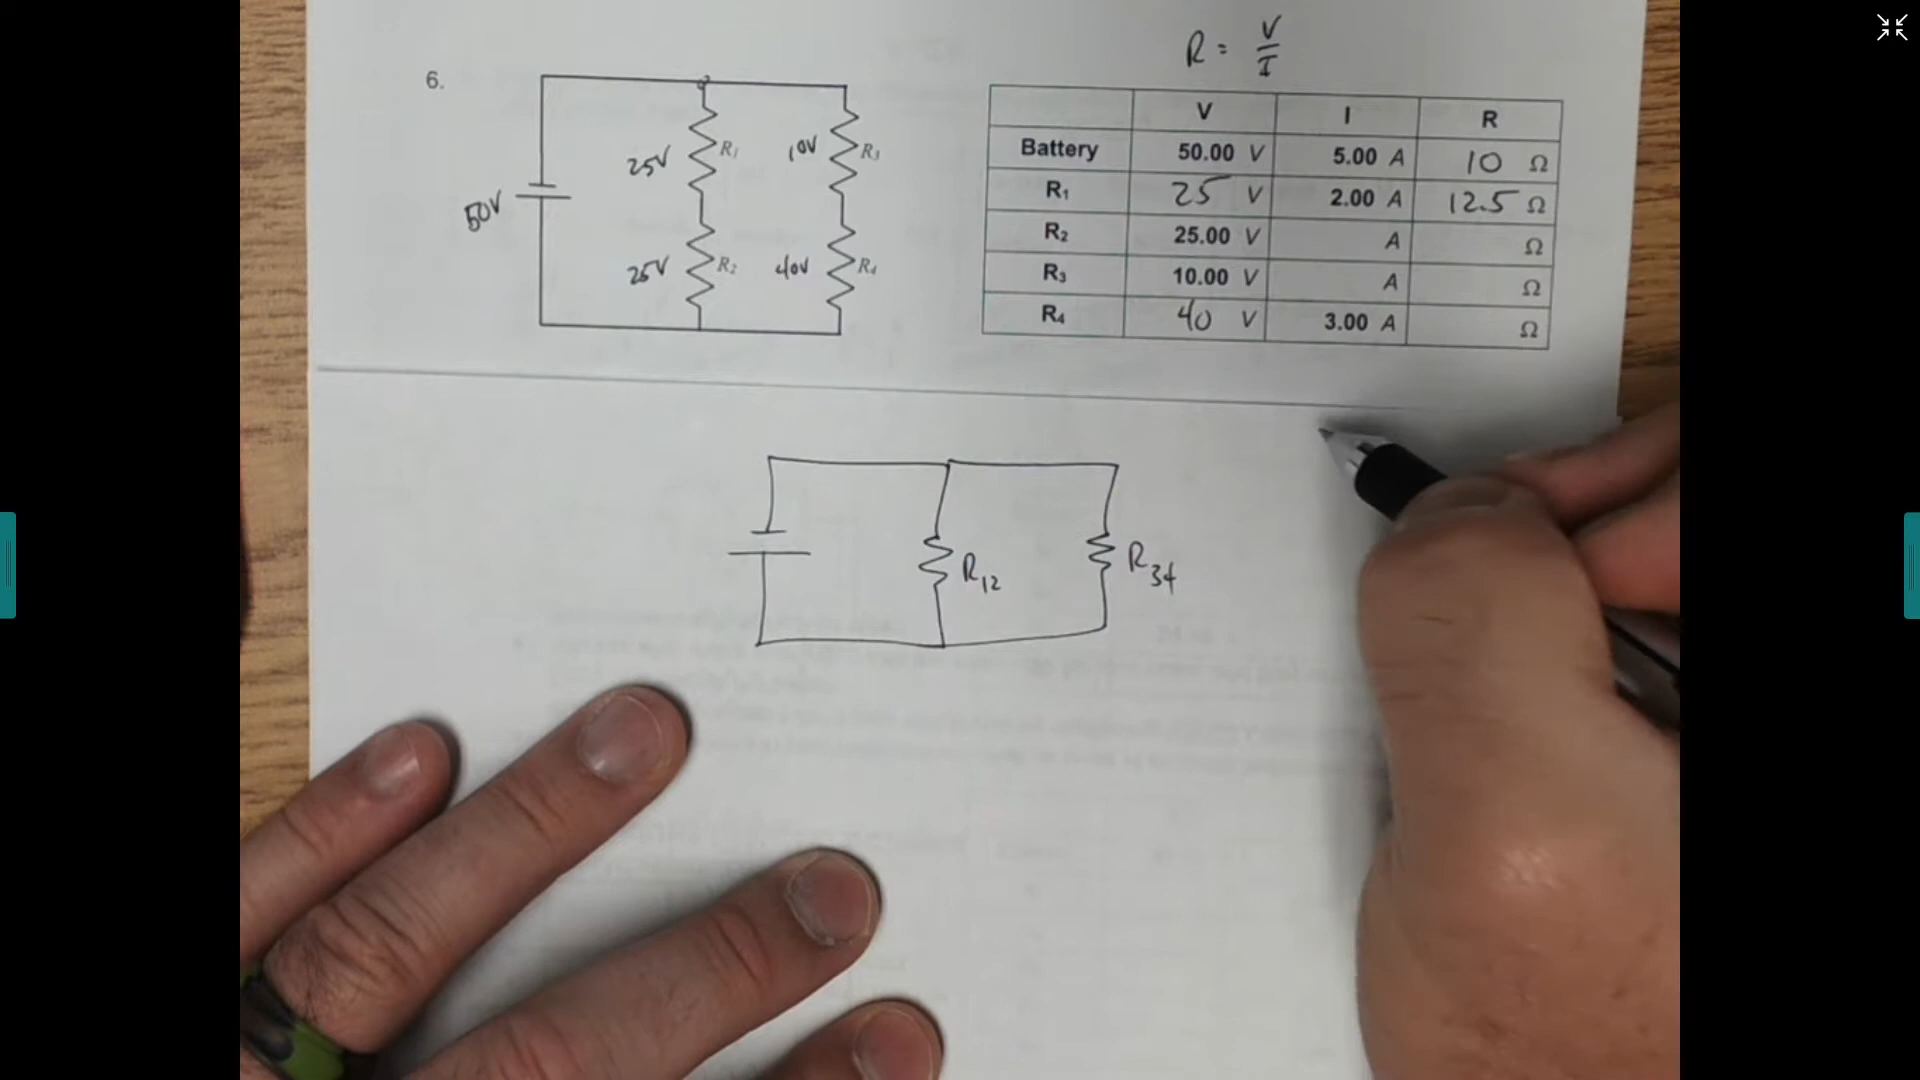 R = V/I
6.
V I R
Battery 50.00 V 5.00 A 10 Ω
R₁ 25 V 2.00 A 12.5 Ω
R₂ 25.00 V A Ω
R₃ 10.00 V A Ω
R₄ 40 V 3.00 A Ω
25V R₁ 10V R₃
50V
25V R₂ 40V R₄
R₁₂ R₃₄